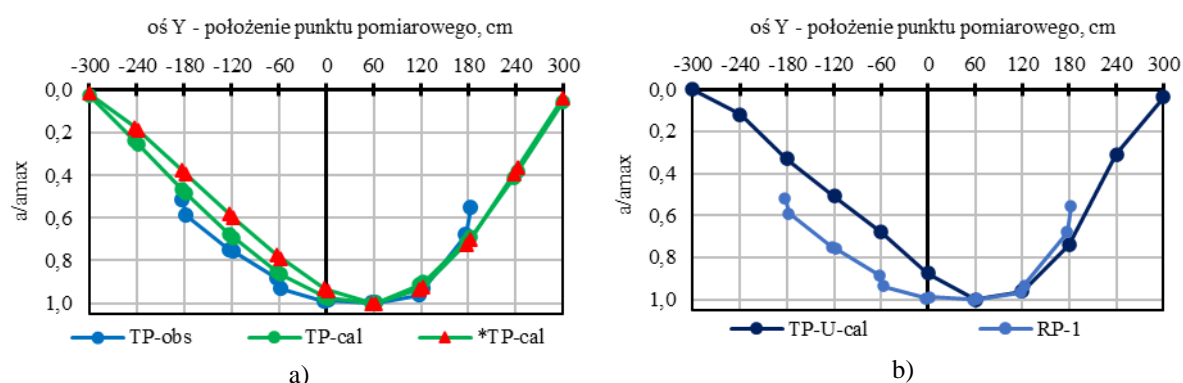 oś Y - położenie punktu pomiarowego, cm
-300 -240 -180 -120 -60 0 60 120 180 240 300
0,0
0,2
0,4
0,6
0,8
1,0
a/amax
TP-obs TP-cal *TP-cal
a)
oś Y - położenie punktu pomiarowego, cm
-300 -240 -180 -120 -60 0 60 120 180 240 300
0,0
0,2
0,4
0,6
0,8
1,0
a/amax
TP-U-cal RP-1
b)